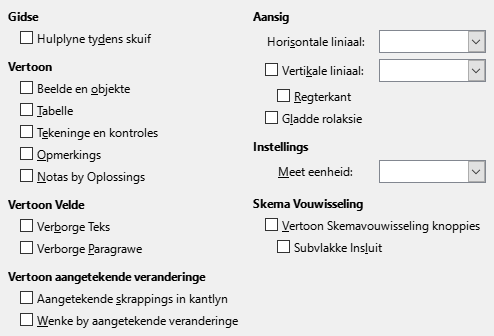 Gidse
Hulplyne tydens skuif
Vertoon
Beelde en objekte
Tabelle
Tekeninge en kontroles
Opmerkings
Notas by Oplossings
Vertoon Velde
Verborge Teks
Verborge Paragrawe
Vertoon aangetekende veranderinge
Aangetekende skrappings in kantlyn
Wenke by aangetekende veranderinge
Aansig
Horisontale liniaal:
Vertikale liniaal:
Regterkant
Gladde rolaksie
Instellings
Meet eenheid:
Skema Vouwisseling
Vertoon Skemavouwisseling knoppies
Subvlakke Insluit